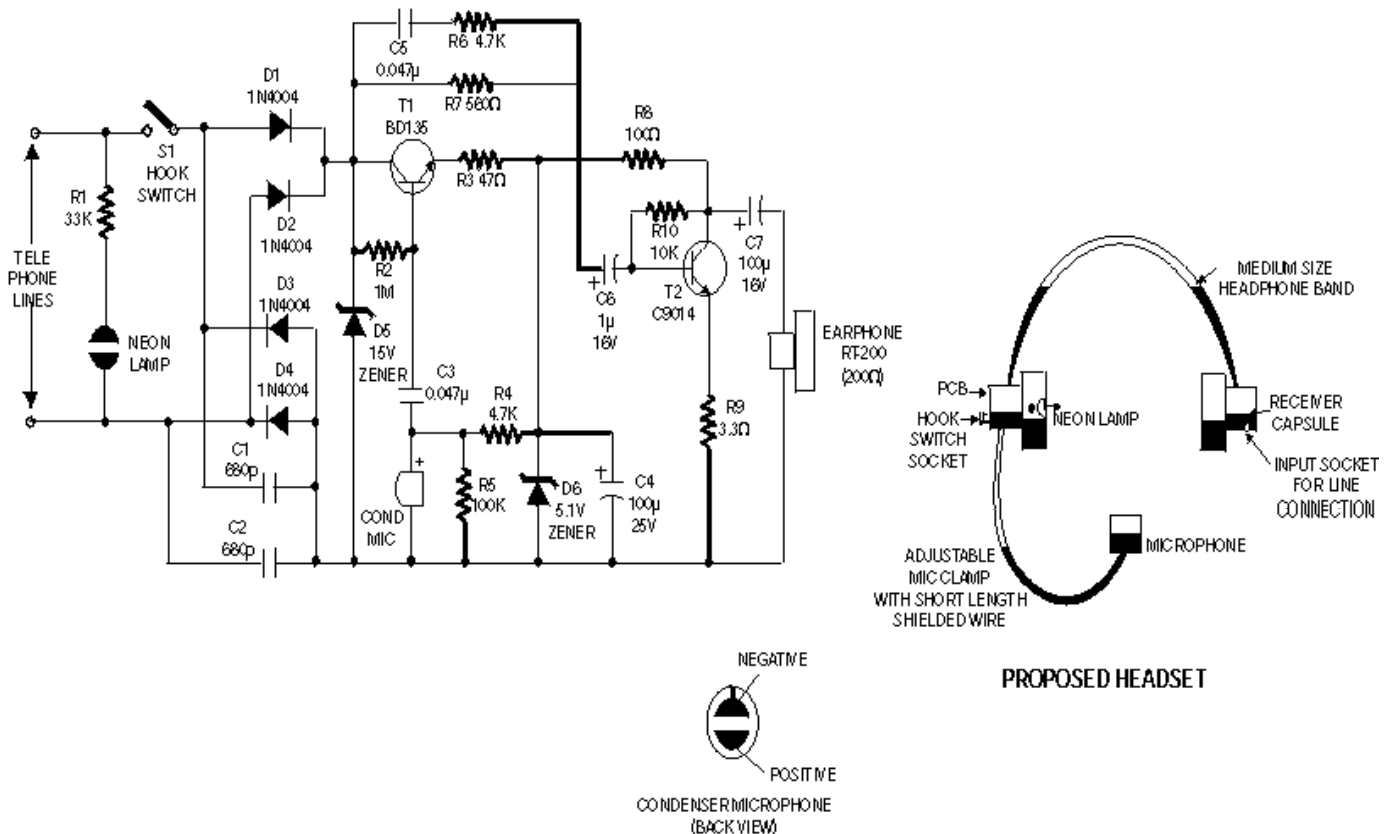 C5
0.047µ
R6 4.7K
R7 560Ω
D1
1N4004
T1
BD135
R8
100Ω
S1
HOOK
SWITCH
R3 47Ω
R1
33K
D2
1N4004
R10
10K
C7
100µ
16V
TELE
PHONE
LINES
R2
1M
C6
1µ
16V
T2
C9014
D3
1N4004
D5
15V
ZENER
NEON
LAMP
EARPHONE
RT-200
(200Ω)
D4
1N4004
C3
0.047µ
R4
4.7K
R9
3.3Ω
C1
680p
COND
MIC
R5
100K
D6
5.1V
ZENER
C4
100µ
25V
C2
680p
MEDIUM SIZE
HEADPHONE BAND
PCB
HOOK
SWITCH
SOCKET
NEON LAMP
RECEIVER
CAPSULE
INPUT SOCKET
FOR LINE
CONNECTION
MICROPHONE
ADJUSTABLE
MIC CLAMP
WITH SHORT LENGTH
SHIELDED WIRE
PROPOSED HEADSET
NEGATIVE
POSITIVE
CONDENSER MICROPHONE
(BACK VIEW)